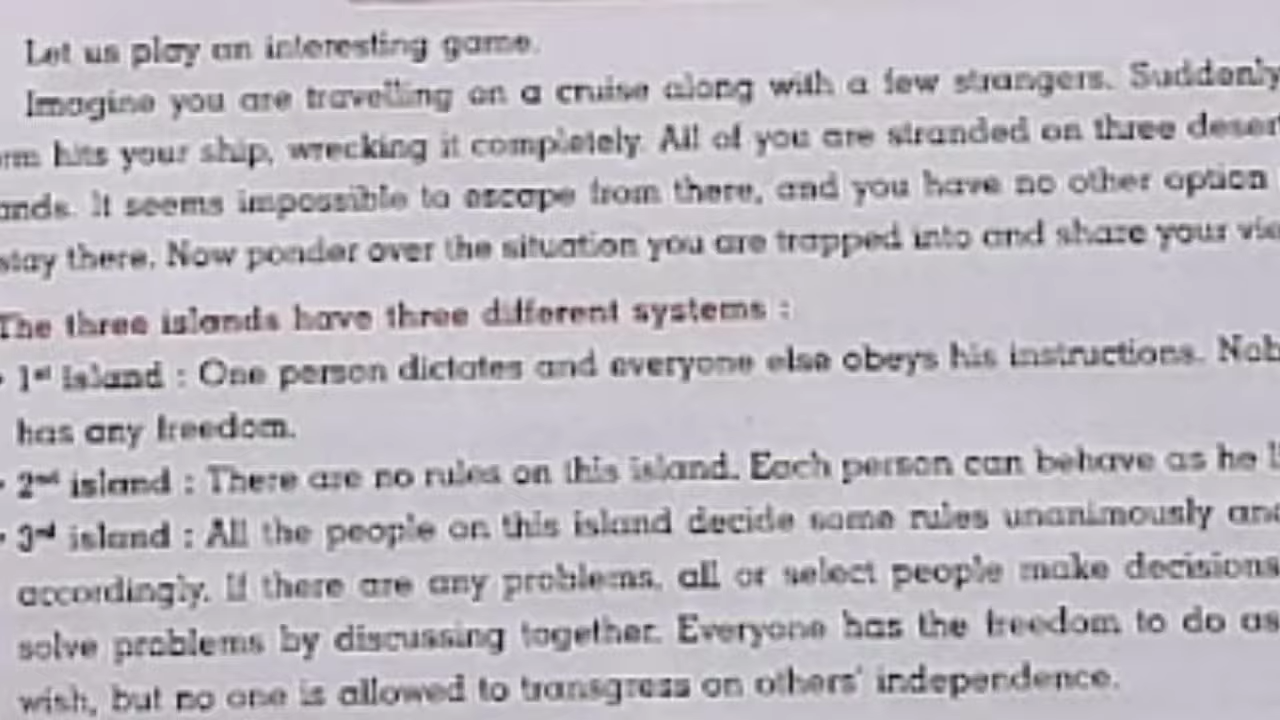 Let us play an interesting game.
Imagine you are travelling on a cruise along with a few strangers. Suddenly
rm hits your ship, wrecking it completely. All of you are stranded on three deser
ands. It seems impossible to escape from there, and you have no other option
stay there. Now ponder over the situation you are trapped into and share your vie
The three islands have three different systems :
• 1st island : One person dictates and everyone else obeys his instructions. Nob
has any freedom.
• 2nd island : There are no rules on this island. Each person can behave as he l
• 3rd island : All the people on this island decide some rules unanimously and
accordingly. If there are any problems, all or select people make decisions
solve problems by discussing together. Everyone has the freedom to do as
wish, but no one is allowed to transgress on others' independence.